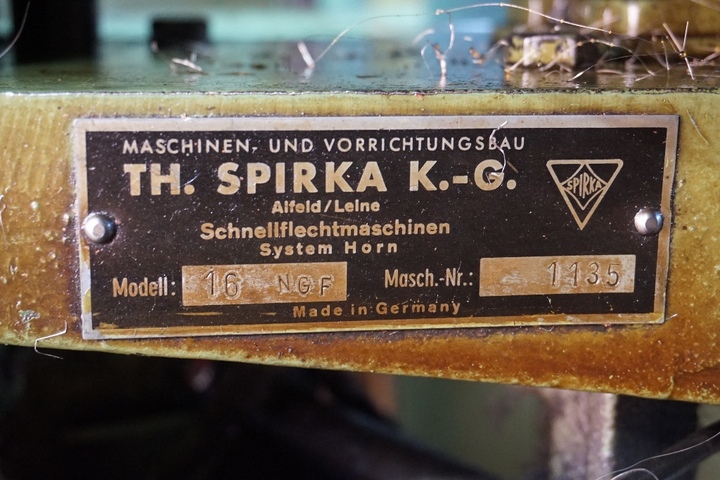 MASCHINEN- UND VORRICHTUNGSBAU
TH. SPIRKA K.-G.
SPIRKA
Alfeld/Leine
Schnellflechtmaschinen
System Horn
Modell: 16 NGF Masch.-Nr.: 1135
Made in Germany